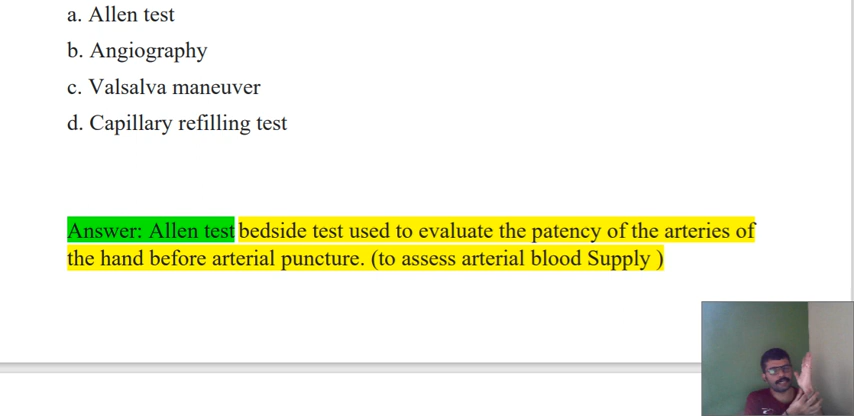 a. Allen test
b. Angiography
c. Valsalva maneuver
d. Capillary refilling test
Answer: Allen test bedside test used to evaluate the patency of the arteries of
the hand before arterial puncture. (to assess arterial blood Supply )